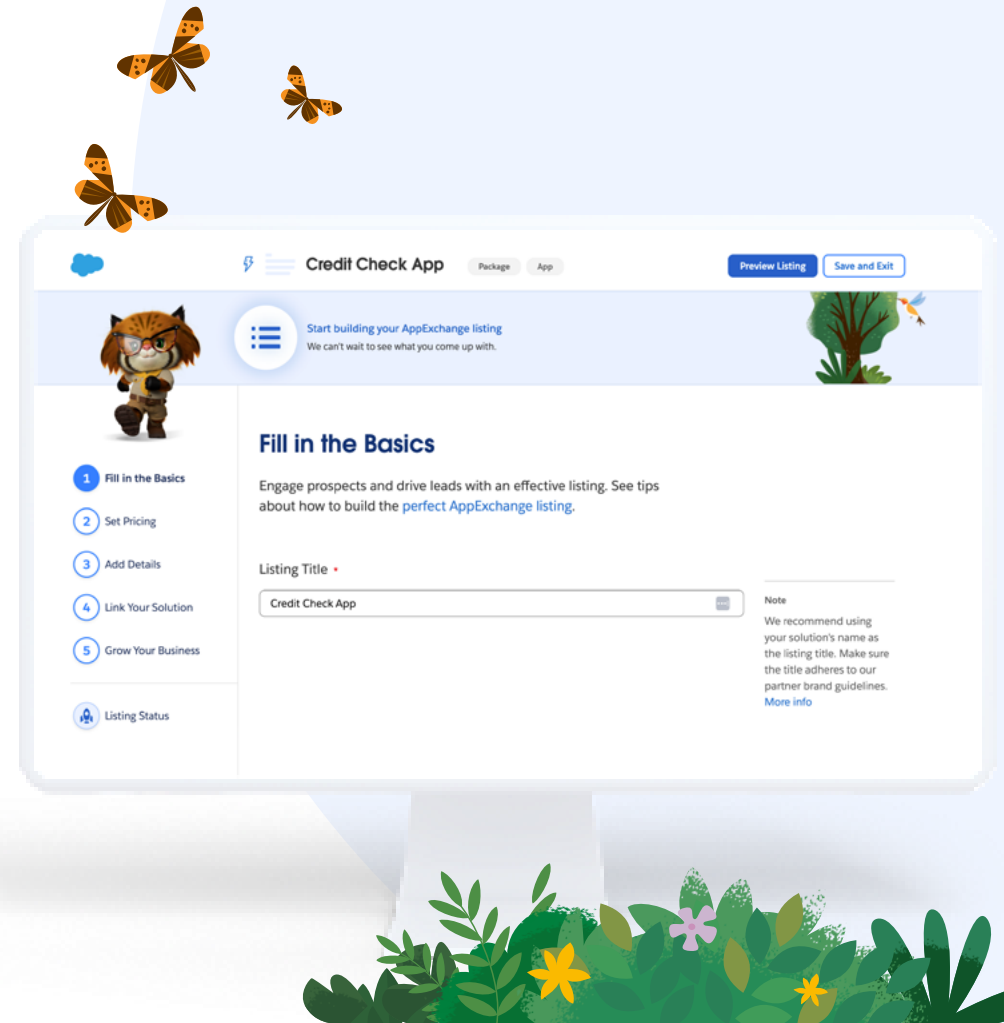 Credit Check App
Package
App
Preview Listing
Save and Exit
Start building your AppExchange listing
We can't wait to see what you come up with.
1 Fill in the Basics
2 Set Pricing
3 Add Details
4 Link Your Solution
5 Grow Your Business
Listing Status
Fill in the Basics
Engage prospects and drive leads with an effective listing. See tips
about how to build the perfect AppExchange listing.
Listing Title •
Credit Check App
Note
We recommend using
your solution's name as
the listing title. Make sure
the title adheres to our
partner brand guidelines.
More info